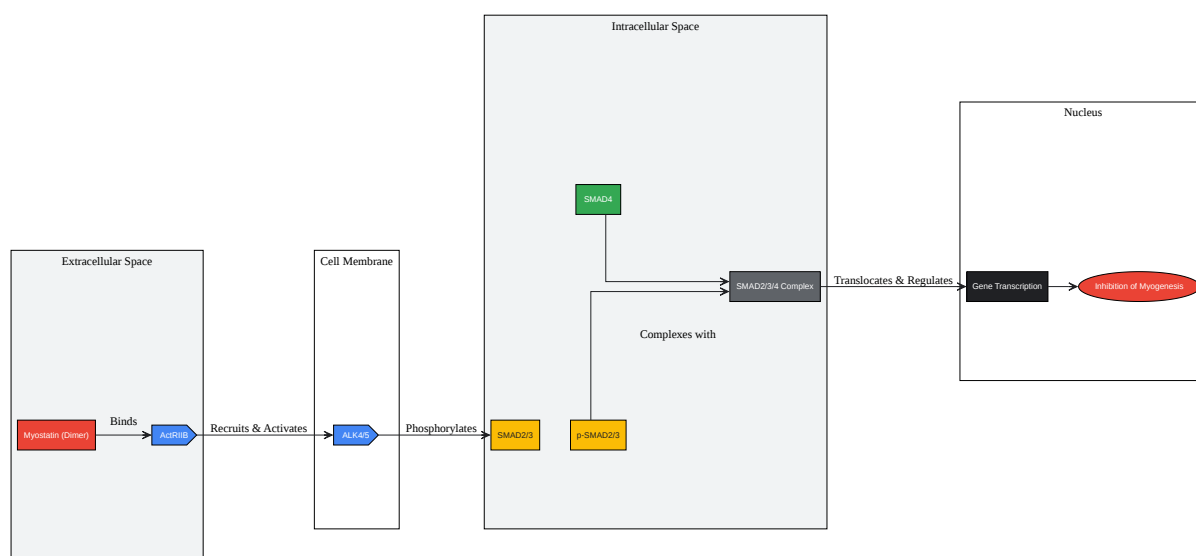 Intracellular Space
Nucleus
SMAD4
Extracellular Space
Cell Membrane
SMAD2/3/4 Complex
Translocates & Regulates
Gene Transcription
Inhibition of Myogenesis
Complexes with
Myostatin (Dimer)
Binds
ActRIIB
Recruits & Activates
ALK4/5
Phosphorylates
SMAD2/3
p-SMAD2/3